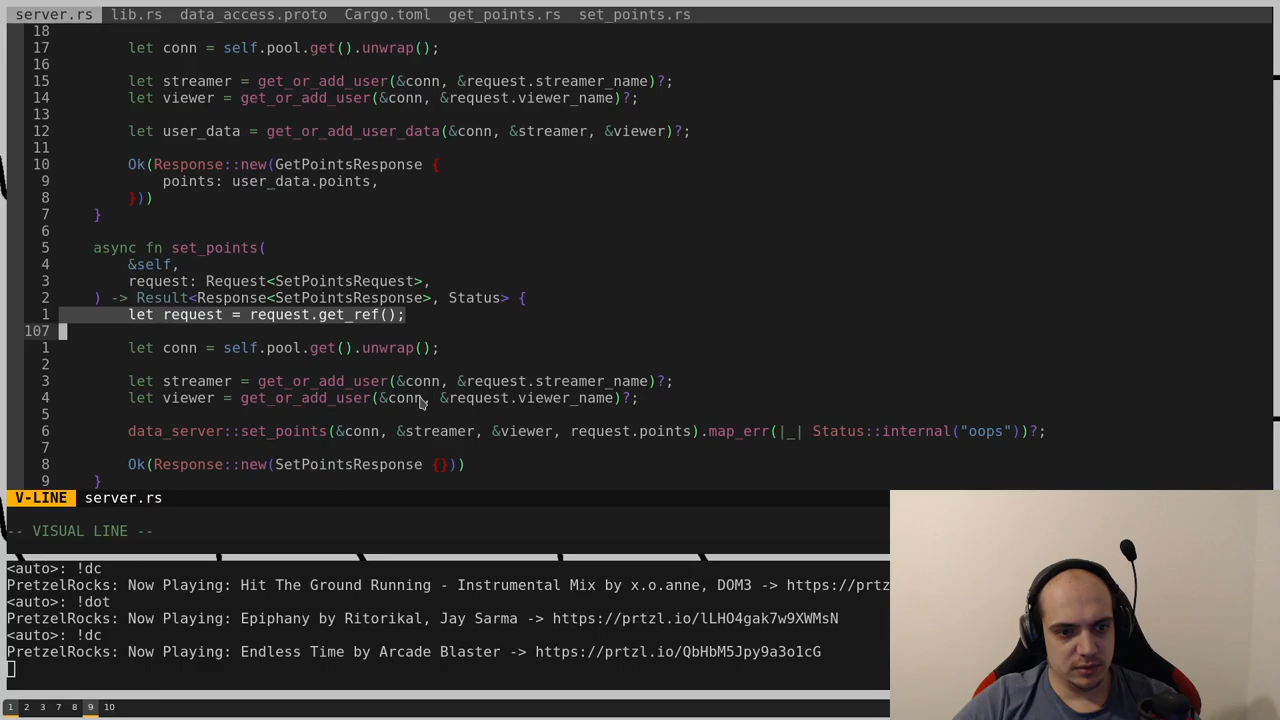 server.rs lib.rs data_access.proto Cargo.toml get_points.rs set_points.rs
18
17 let conn = self.pool.get().unwrap();
16
15 let streamer = get_or_add_user(&conn, &request.streamer_name)?;
14 let viewer = get_or_add_user(&conn, &request.viewer_name)?;
13
12 let user_data = get_or_add_user_data(&conn, &streamer, &viewer)?;
11
10 Ok(Response::new(GetPointsResponse {
9 points: user_data.points,
8 }))
7 }
6
5 async fn set_points(
4 &self,
3 request: Request<SetPointsRequest>,
2 ) -> Result<Response<SetPointsResponse>, Status> {
1 let request = request.get_ref();
107
1 let conn = self.pool.get().unwrap();
2
3 let streamer = get_or_add_user(&conn, &request.streamer_name)?;
4 let viewer = get_or_add_user(&conn, &request.viewer_name)?;
5
6 data_server::set_points(&conn, &streamer, &viewer, request.points).map_err(|_| Status::internal("oops"))?;
7
8 Ok(Response::new(SetPointsResponse {}))
9 }
V-LINE server.rs
-- VISUAL LINE --
<auto>: !dc
PretzelRocks: Now Playing: Hit The Ground Running - Instrumental Mix by x.o.anne, DOM3 -> https://prtz
<auto>: !dot
PretzelRocks: Now Playing: Epiphany by Ritorikal, Jay Sarma -> https://prtzl.io/lLHO4gak7w9XWMsN
<auto>: !dc
PretzelRocks: Now Playing: Endless Time by Arcade Blaster -> https://prtzl.io/QbHbM5Jpy9a3o1cG
1 2 3 7 8 9 10